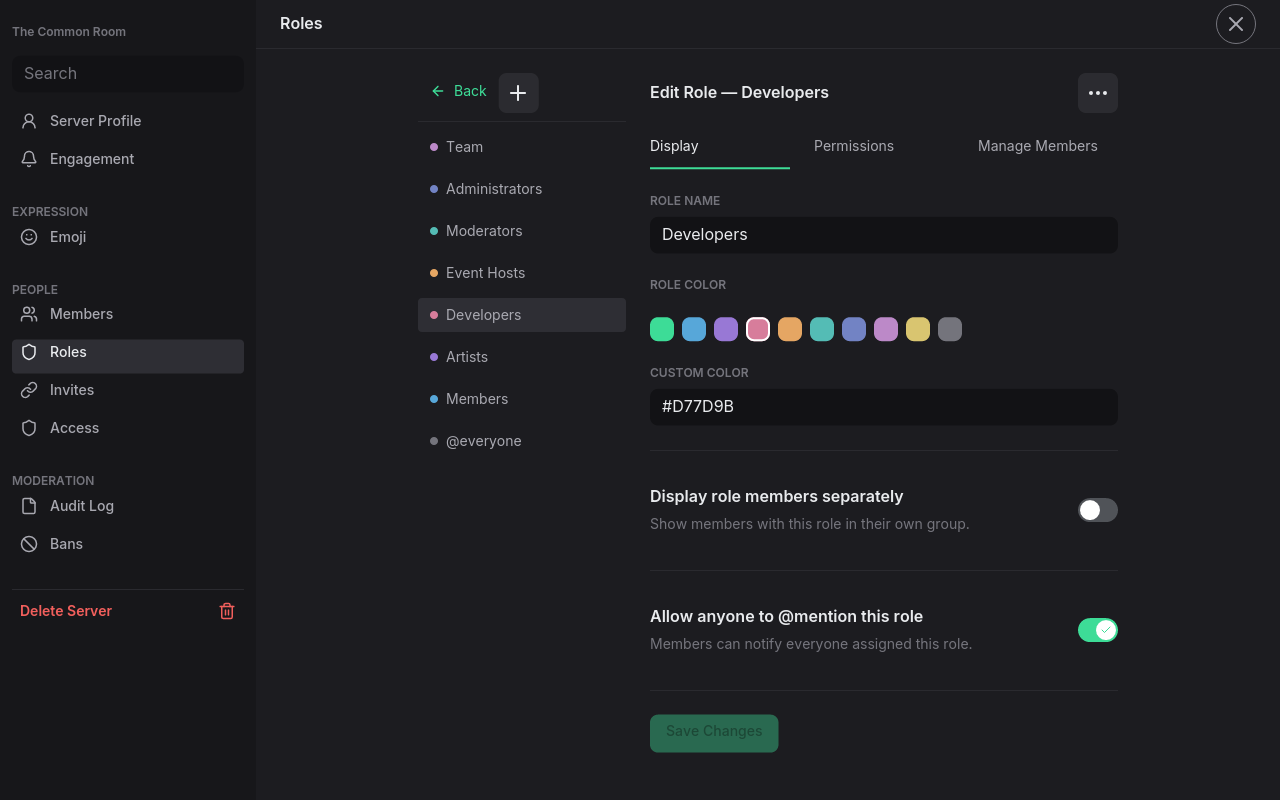 The Common Room
Search
Server Profile
Engagement
EXPRESSION
Emoji
PEOPLE
Members
Roles
Invites
Access
MODERATION
Audit Log
Bans
Delete Server
Roles
Back
Team
Administrators
Moderators
Event Hosts
Developers
Artists
Members
@everyone
Edit Role — Developers
Display
Permissions
Manage Members
ROLE NAME
Developers
ROLE COLOR
CUSTOM COLOR
#D77D9B
Display role members separately
Show members with this role in their own group.
Allow anyone to @mention this role
Members can notify everyone assigned this role.
Save Changes